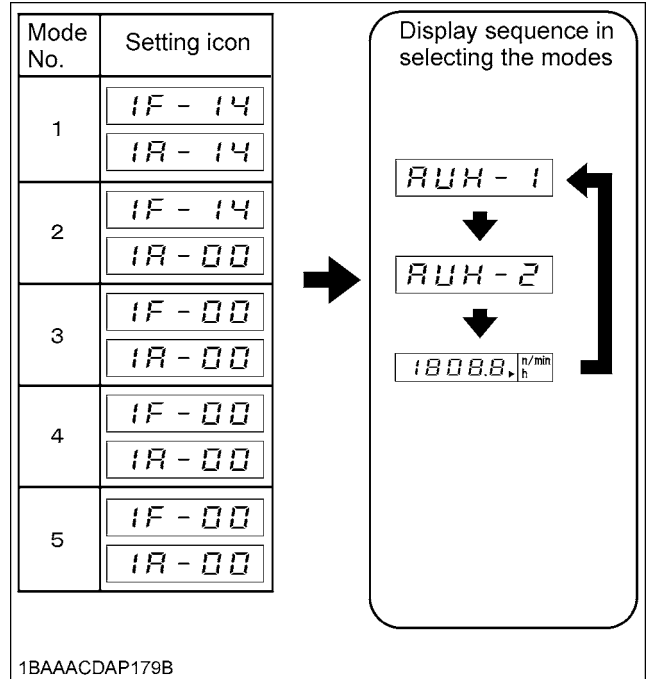 Mode No.
Setting icon
1
1F - 14
1A - 14
2
1F - 14
1A - 00
3
1F - 00
1A - 00
4
1F - 00
1A - 00
5
1F - 00
1A - 00
Display sequence in
selecting the modes
AUH - 1
AUH - 2
1808.8 n/min
h
1BAAACDAP179B